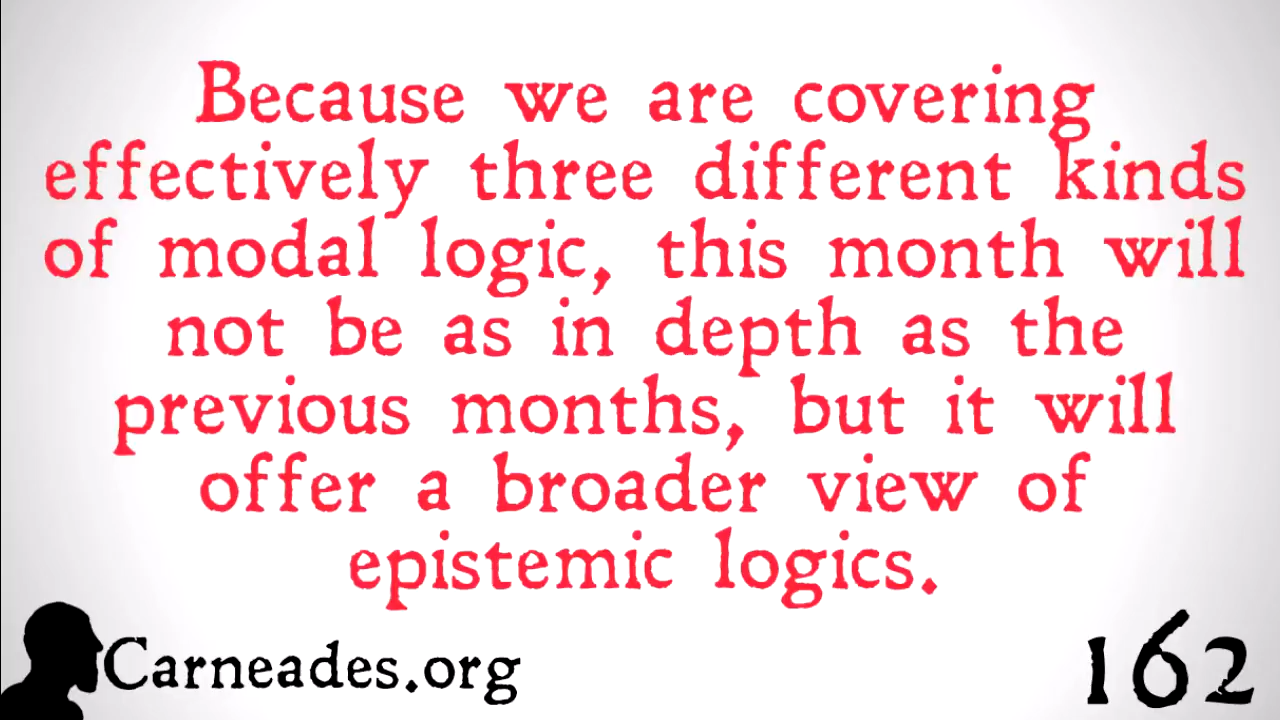 Because we are covering
effectively three different kinds
of modal logic, this month will
not be as in depth as the
previous months, but it will
offer a broader view of
epistemic logics.
Carneades.org
162